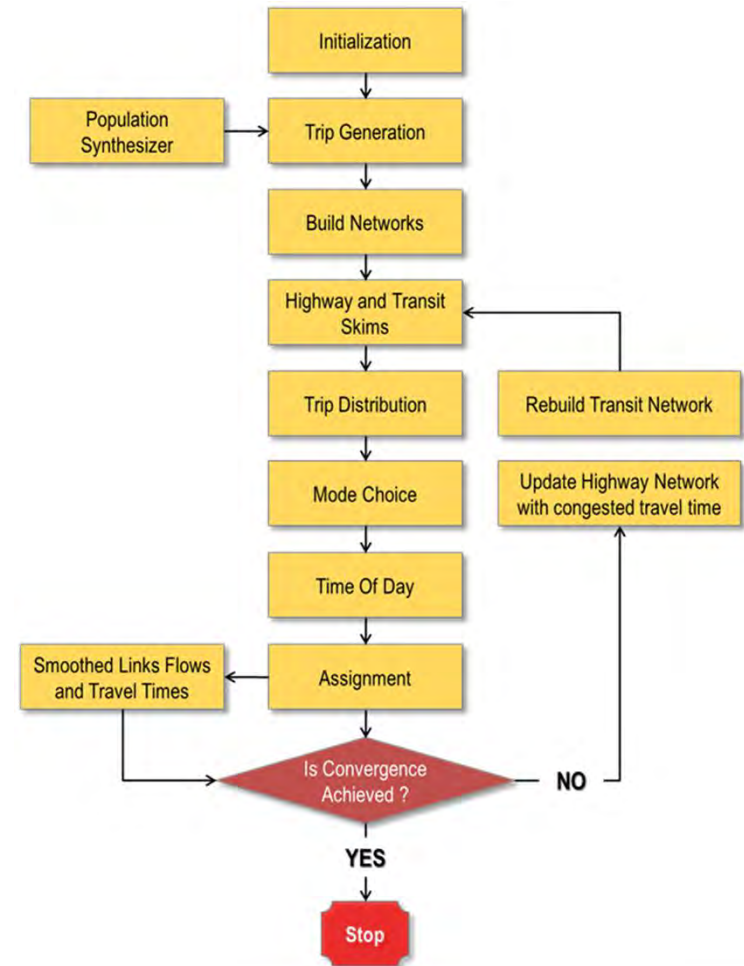 Initialization
Population
Synthesizer
Trip Generation
Build Networks
Highway and Transit
Skims
Trip Distribution
Rebuild Transit Network
Mode Choice
Update Highway Network
with congested travel time
Time Of Day
Smoothed Links Flows
and Travel Times
Assignment
Is Convergence
Achieved ?
NO
YES
Stop